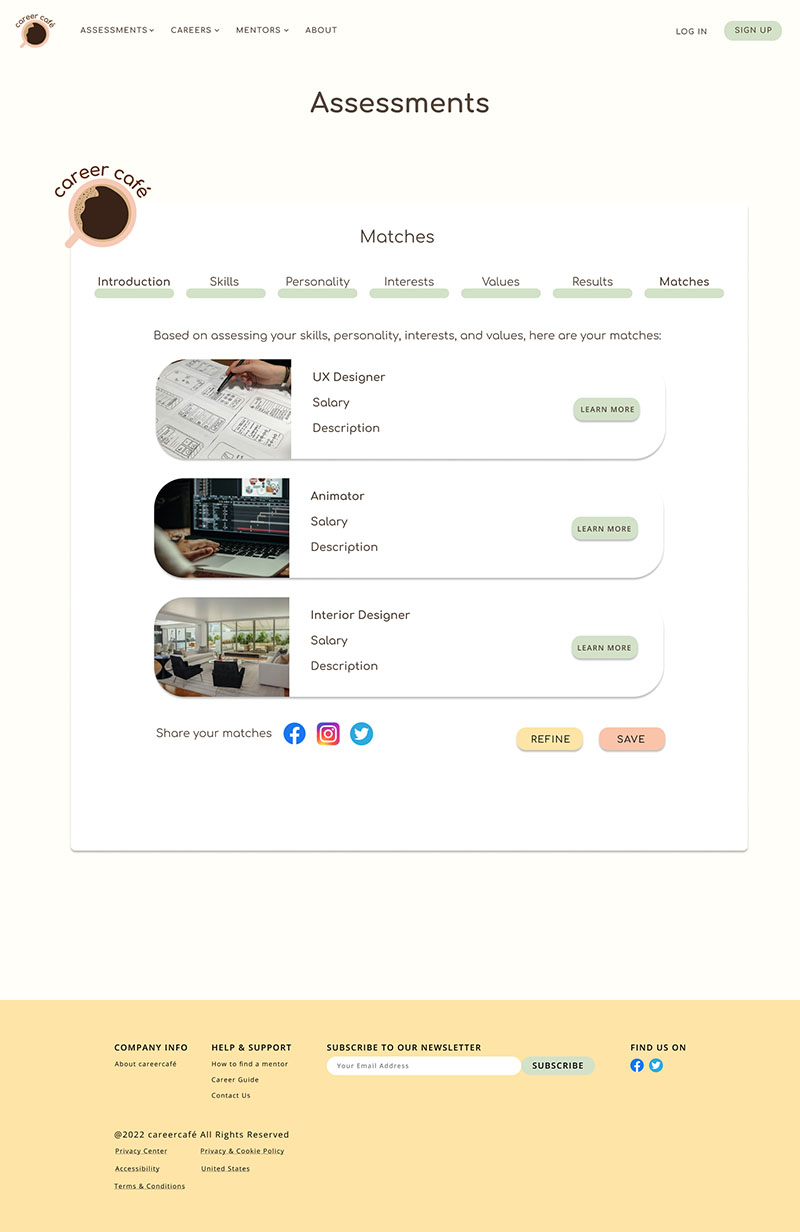 career café
ASSESSMENTS CAREERS MENTORS ABOUT
LOG IN SIGN UP
Assessments
career café
Matches
Introduction Skills Personality Interests Values Results Matches
Based on assessing your skills, personality, interests, and values, here are your matches:
UX Designer
Salary
Description
LEARN MORE
Animator
Salary
Description
LEARN MORE
Interior Designer
Salary
Description
LEARN MORE
Share your matches
REFINE SAVE
COMPANY INFO
About careercafé
HELP & SUPPORT
How to find a mentor
Career Guide
Contact Us
SUBSCRIBE TO OUR NEWSLETTER
Your Email Address SUBSCRIBE
FIND US ON
@2022 careercafé All Rights Reserved
Privacy Center Privacy & Cookie Policy
Accessibility United States
Terms & Conditions